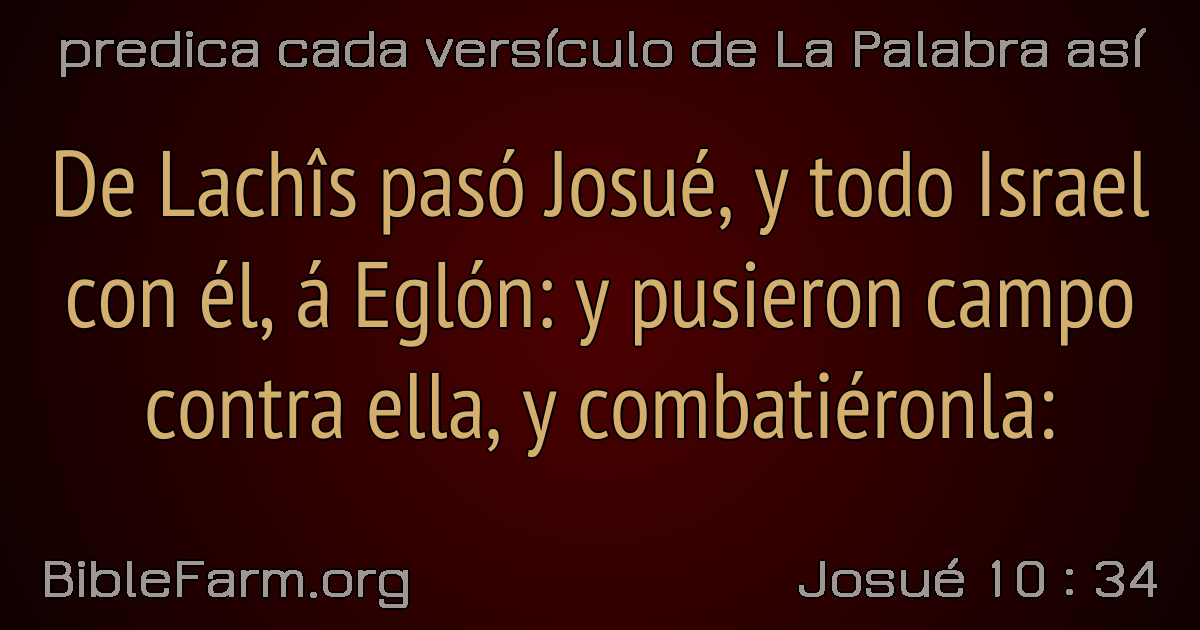 predica cada versículo de La Palabra así
De Lachîs pasó Josué, y todo Israel
con él, á Eglón: y pusieron campo
contra ella, y combatiéronla:
BibleFarm.org
Josué 10 : 34